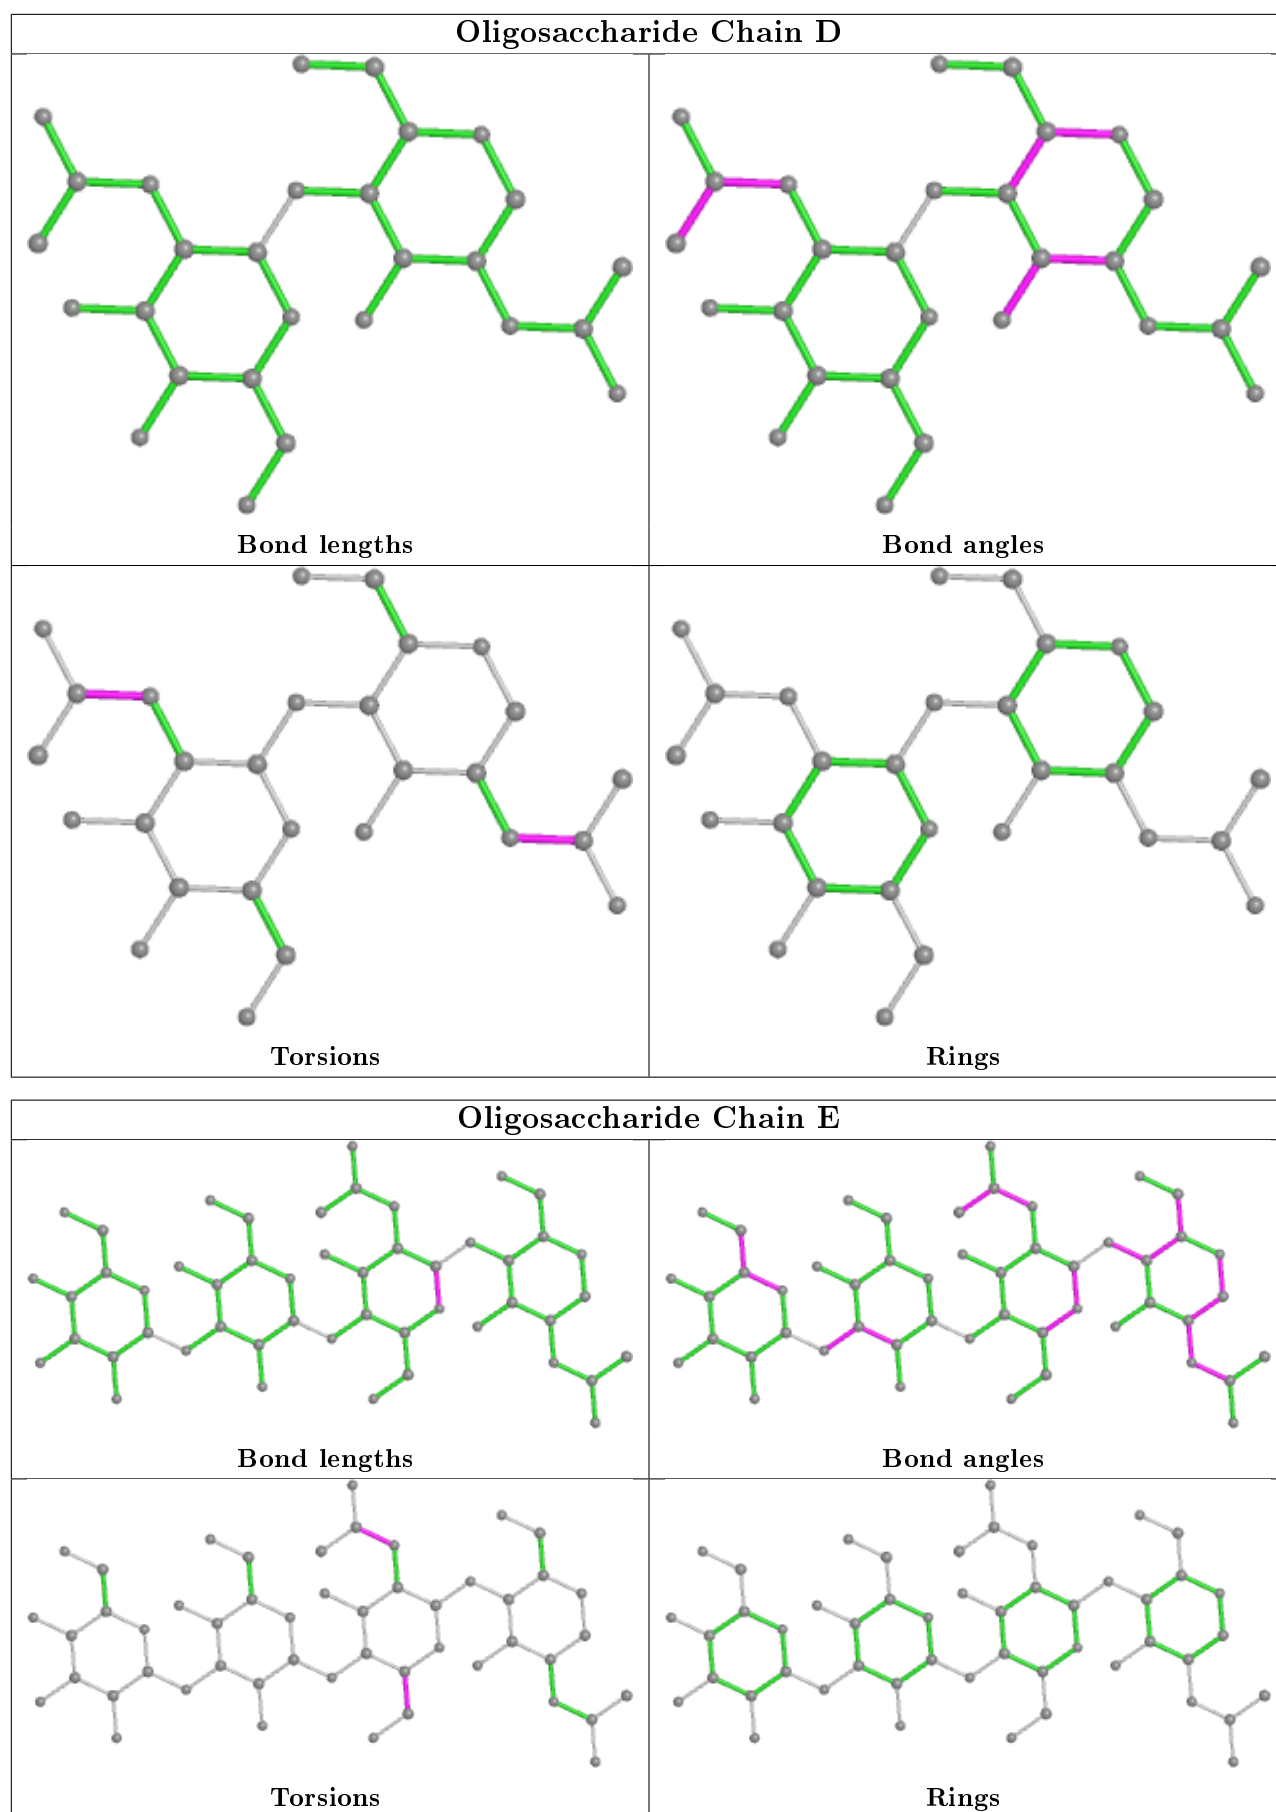 Oligosaccharide Chain D
Bond lengths
Bond angles
Torsions
Rings
Oligosaccharide Chain E
Bond lengths
Bond angles
Torsions
Rings